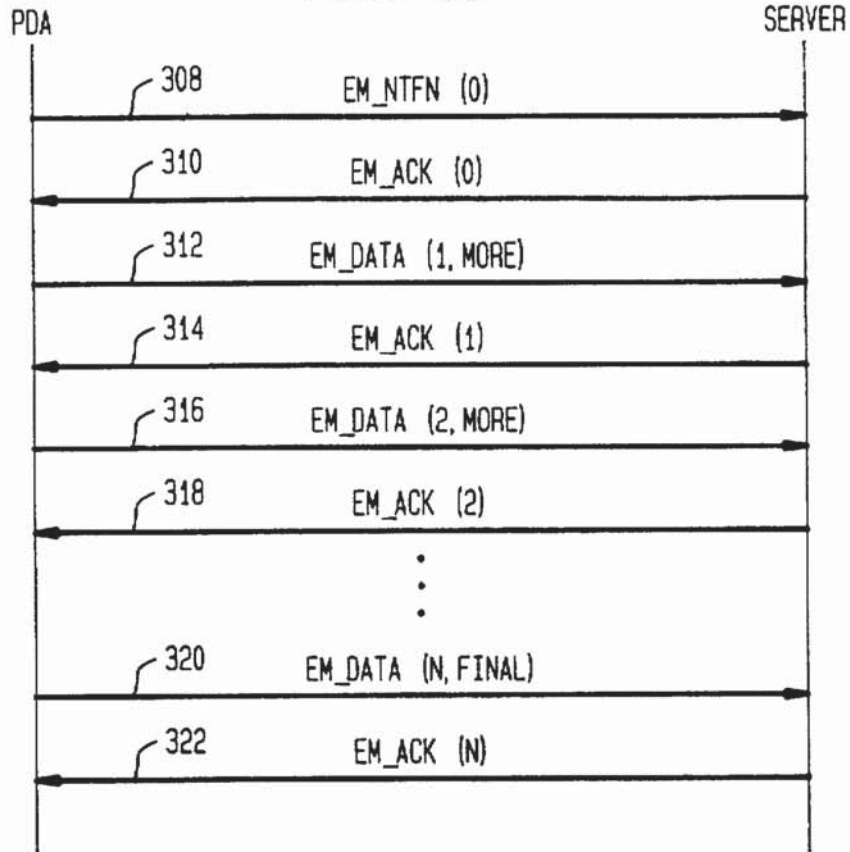 PDA SERVER
308 EM_NTFN (0)
310 EM_ACK (0)
312 EM_DATA (1, MORE)
314 EM_ACK (1)
316 EM_DATA (2, MORE)
318 EM_ACK (2)
320 EM_DATA (N, FINAL)
322 EM_ACK (N)